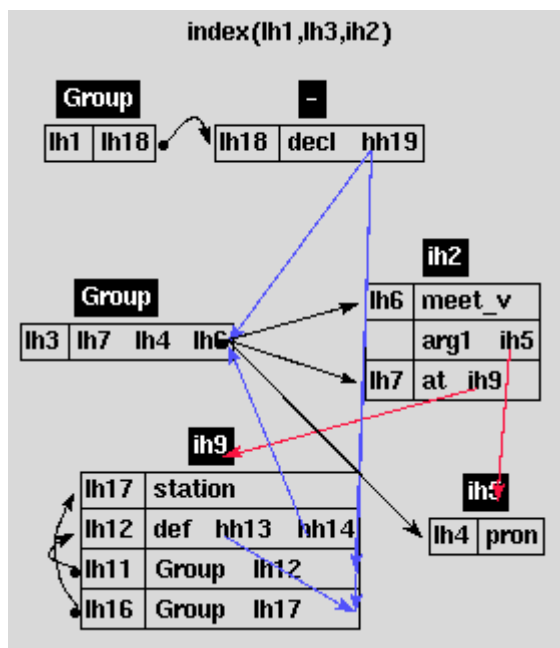 index(lh1,lh3,ih2)
Group
-
lh1 lh18
lh18 decl hh19
ih2
Group
lh6 meet_v
lh3 lh7 lh4 lh6
arg1 ih5
lh7 at ih9
ih9
lh17 station
ih5
lh12 def hh13 hh14
lh4 pron
lh11 Group lh12
lh16 Group lh17